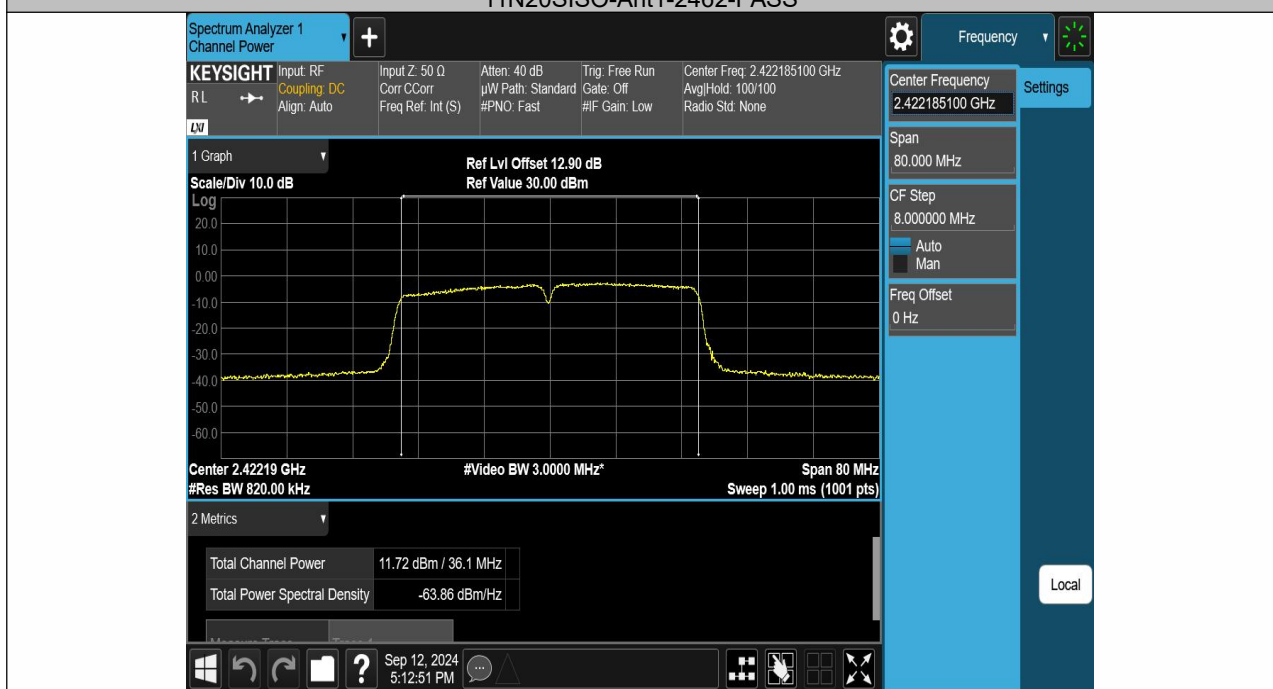 11N20SISO-Ant1-2462-PASS
Spectrum Analyzer 1
Channel Power
+
Frequency
KEYSIGHT
RL
LXI
Input: RF
Coupling: DC
Align: Auto
Input Z: 50 Ω
Corr CCorr
Freq Ref: Int (S)
Atten: 40 dB
µW Path: Standard
#PNO: Fast
Trig: Free Run
Gate: Off
#IF Gain: Low
Center Freq: 2.422185100 GHz
Avg|Hold: 100/100
Radio Std: None
Center Frequency
2.422185100 GHz
Settings
Span
80.000 MHz
CF Step
8.000000 MHz
Auto
Man
Freq Offset
0 Hz
Local
1 Graph
Scale/Div 10.0 dB
Ref Lvl Offset 12.90 dB
Ref Value 30.00 dBm
Log
20.0
10.0
0.00
-10.0
-20.0
-30.0
-40.0
-50.0
-60.0
Center 2.42219 GHz
#Res BW 820.00 kHz
#Video BW 3.0000 MHz*
Span 80 MHz
Sweep 1.00 ms (1001 pts)
2 Metrics
Total Channel Power 11.72 dBm / 36.1 MHz
Total Power Spectral Density -63.86 dBm/Hz
?
Sep 12, 2024
5:12:51 PM